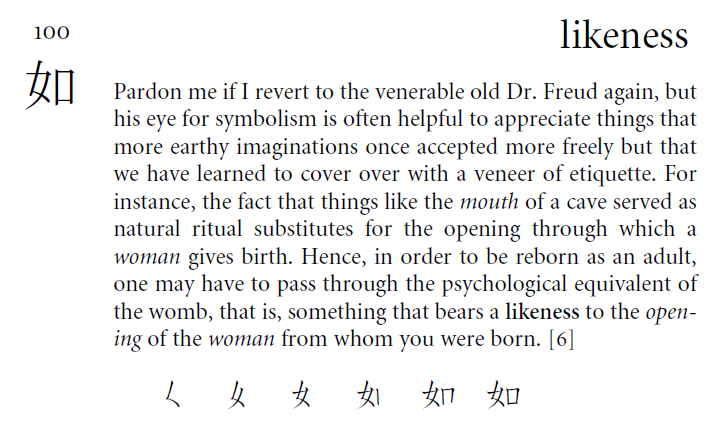 100
likeness
如
Pardon me if I revert to the venerable old Dr. Freud again, but
his eye for symbolism is often helpful to appreciate things that
more earthy imaginations once accepted more freely but that
we have learned to cover over with a veneer of etiquette. For
instance, the fact that things like the mouth of a cave served as
natural ritual substitutes for the opening through which a
woman gives birth. Hence, in order to be reborn as an adult,
one may have to pass through the psychological equivalent of
the womb, that is, something that bears a likeness to the open-
ing of the woman from whom you were born. [6]
く 女 如